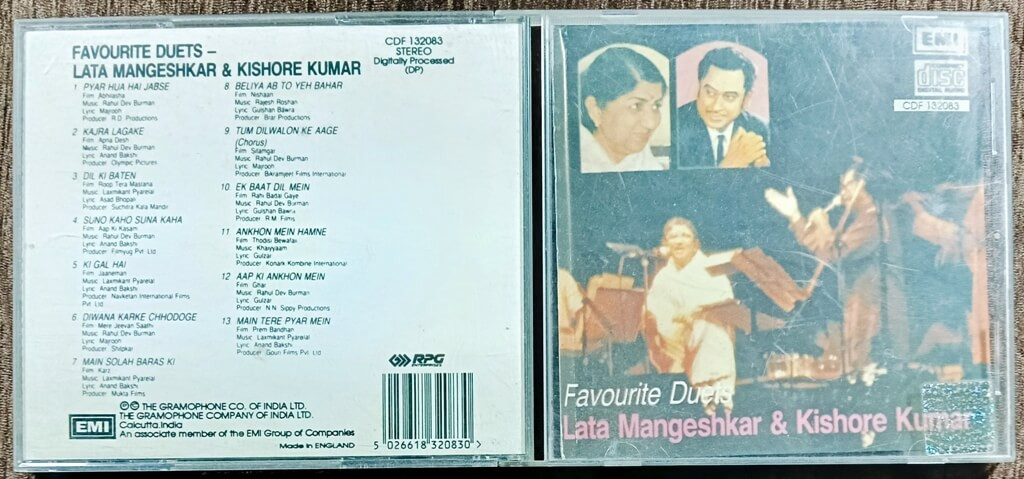 FAVOURITE DUETS –
LATA MANGESHKAR & KISHORE KUMAR
CDF 132083
STEREO
Digitally Processed
(DP)
1 PYAR HUA HAI JABSE
Film: Abhilasha
Music: Rahul Dev Burman
Lyric: Majrooh
Producer: R.D. Productions
2 KAJRA LAGAKE
Film: Apna Desh
Music: Rahul Dev Burman
Lyric: Anand Bakshi
Producer: Olympic Pictures
3 DIL KI BATEN
Film: Roop Tera Mastana
Music: Laxmikant Pyarelal
Lyric: Asad Bhopali
Producer: Suchitra Kala Mandir
4 SUNO KAHO SUNA KAHA
Film: Aap Ki Kasam
Music: Rahul Dev Burman
Lyric: Anand Bakshi
Producer: Filmyug Pvt. Ltd.
5 KI GAL HAI
Film: Jaaneman
Music: Laxmikant Pyarelal
Lyric: Anand Bakshi
Producer: Navketan International Films
Pvt. Ltd.
6 DIWANA KARKE CHHODOGE
Film: Mere Jeevan Saathi
Music: Rahul Dev Burman
Lyric: Majrooh
Producer: Shilpkar
7 MAIN SOLAH BARAS KI
Film: Karz
Music: Laxmikant Pyarelal
Lyric: Anand Bakshi
Producer: Mukta Films
8 BELIYA AB TO YEH BAHAR
Film: Nishaan
Music: Rajesh Roshan
Lyric: Gulshan Bawra
Producer: Brar Productions
9 TUM DILWALON KE AAGE
(Chorus)
Film: Sitamgar
Music: Rahul Dev Burman
Lyric: Majrooh
Producer: Bikramjeet Films International
10 EK BAAT DIL MEIN
Film: Rahi Badal Gaye
Music: Rahul Dev Burman
Lyric: Gulshan Bawra
Producer: R.M. Films
11 ANKHON MEIN HAMNE
Film: Thodisi Bewafaii
Music: Khaiyyaam
Lyric: Gulzar
Producer: Konark Kombine International
12 AAP KI ANKHON MEIN
Film: Ghar
Music: Rahul Dev Burman
Lyric: Gulzar
Producer: N.N. Sippy Productions
13 MAIN TERE PYAR MEIN
Film: Prem Bandhan
Music: Laxmikant Pyarelal
Lyric: Anand Bakshi
Producer: Gouri Films Pvt. Ltd.
RPG
ENTERPRISES
EMI
Ⓟ© THE GRAMOPHONE CO. OF INDIA LTD.
THE GRAMOPHONE COMPANY OF INDIA LTD.
Calcutta.India
An associate member of the EMI Group of Companies
Made in ENGLAND
5 026618 320830 >
EMI
COMPACT
disc
DIGITAL AUDIO
CDF 132083
Favourite Duets
Lata Mangeshkar & Kishore Kumar